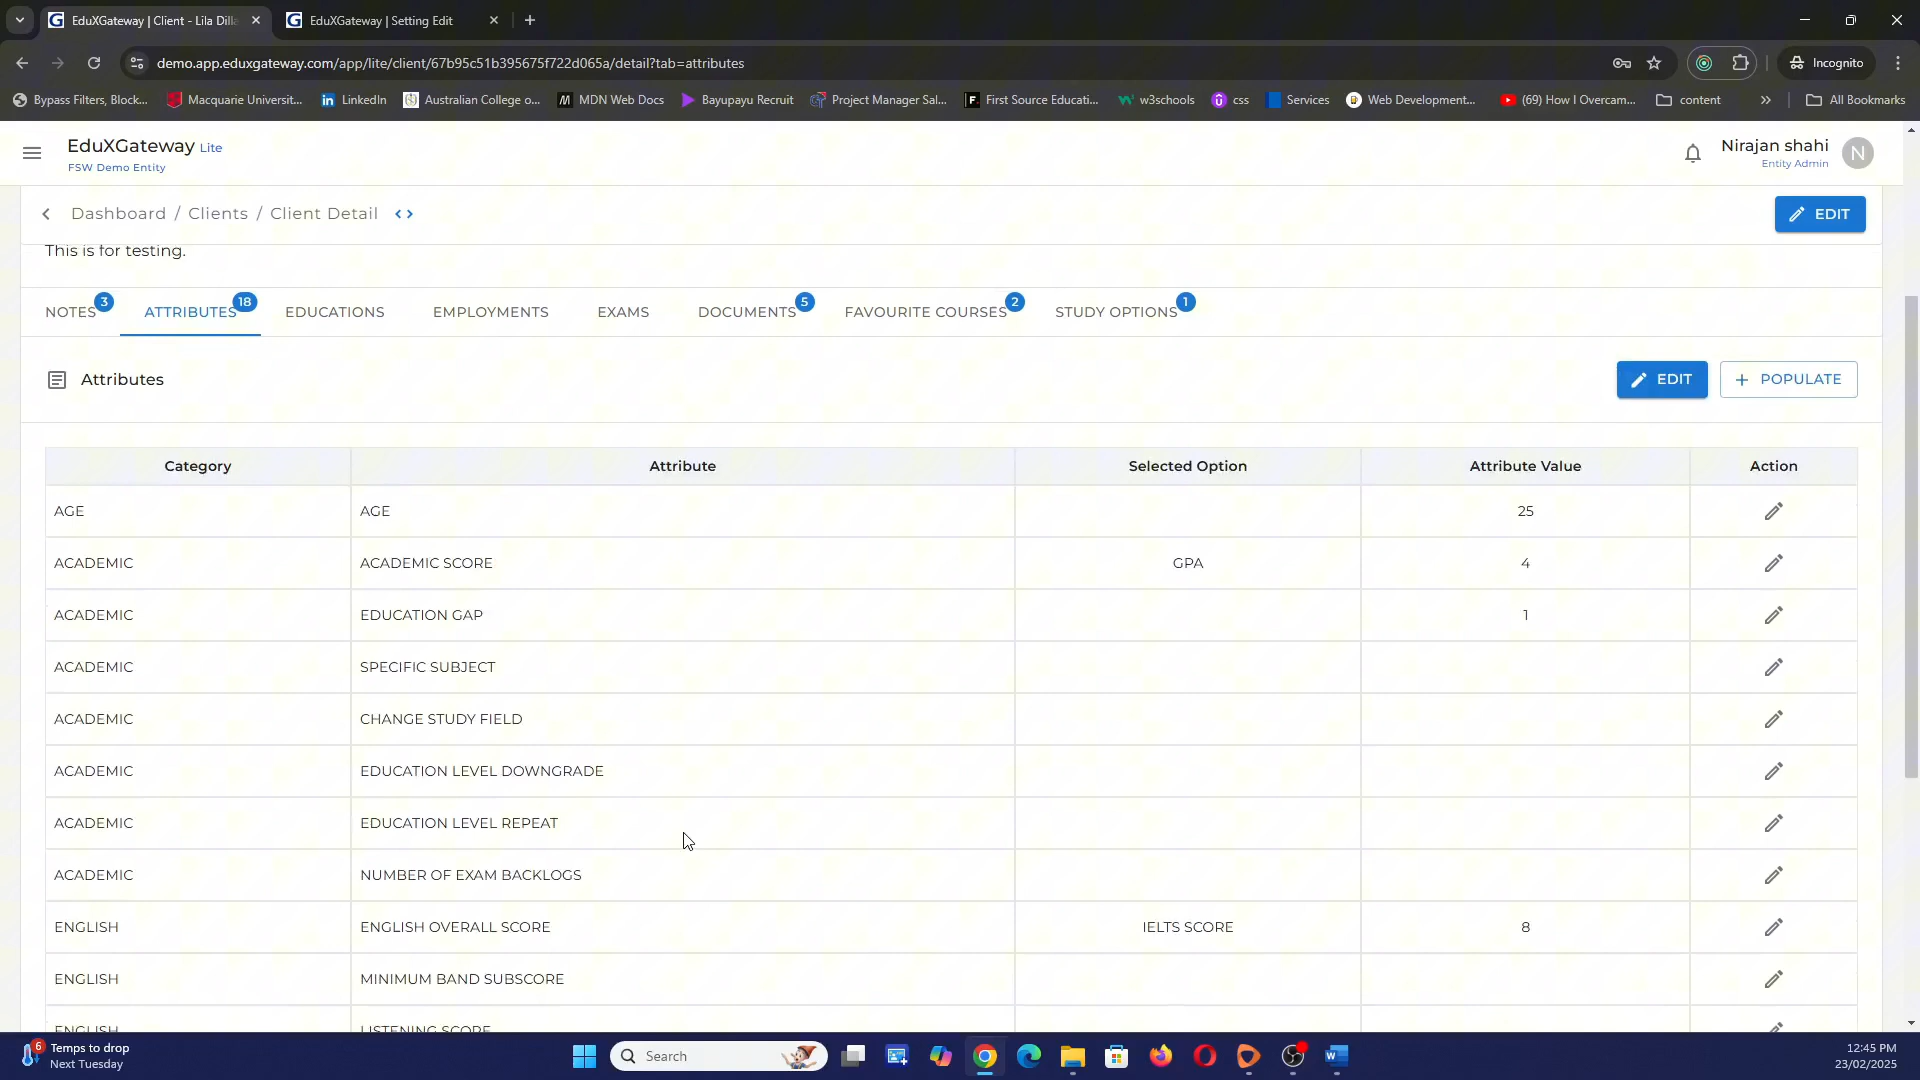 EduXGateway | Client - Lila Dilla
EduXGateway | Setting Edit
demo.app.eduxgateway.com/app/lite/client/67b95c51b395675f722d065a/detail?tab=attributes
Incognito
Bypass Filters, Block...
Macquarie Universit...
LinkedIn
Australian College o...
MDN Web Docs
Bayupayu Recruit
Project Manager Sal...
First Source Educati...
w3schools
css
Services
Web Development...
(69) How I Overcam...
content
All Bookmarks
EduXGateway Lite
FSW Demo Entity
Nirajan shahi
Entity Admin
N
Dashboard / Clients / Client Detail
EDIT
This is for testing.
NOTES 3
ATTRIBUTES 18
EDUCATIONS
EMPLOYMENTS
EXAMS
DOCUMENTS 5
FAVOURITE COURSES 2
STUDY OPTIONS 1
Attributes
EDIT
+ POPULATE
Category Attribute Selected Option Attribute Value Action
AGE AGE 25
ACADEMIC ACADEMIC SCORE GPA 4
ACADEMIC EDUCATION GAP 1
ACADEMIC SPECIFIC SUBJECT
ACADEMIC CHANGE STUDY FIELD
ACADEMIC EDUCATION LEVEL DOWNGRADE
ACADEMIC EDUCATION LEVEL REPEAT
ACADEMIC NUMBER OF EXAM BACKLOGS
ENGLISH ENGLISH OVERALL SCORE IELTS SCORE 8
ENGLISH MINIMUM BAND SUBSCORE
ENGLISH LISTENING SCORE
6
Temps to drop
Next Tuesday
Search
12:45 PM
23/02/2025